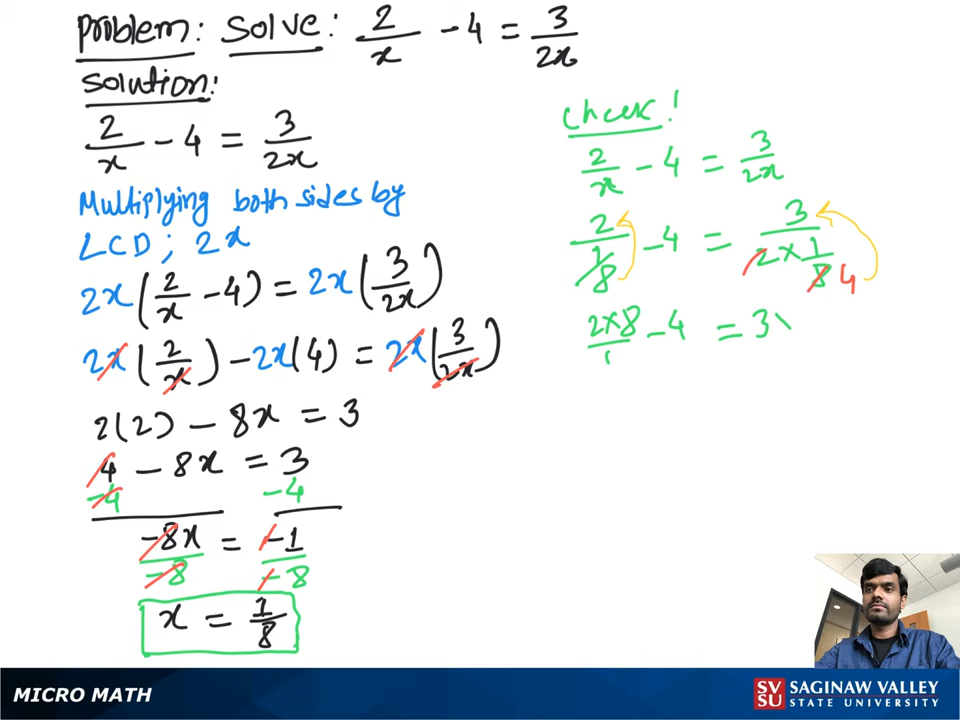 Problem: Solve: 2/x - 4 = 3/2x
Solution:
2/x - 4 = 3/2x
Multiplying both sides by
LCD; 2x
2x(2/x - 4) = 2x(3/2x)
2x(2/x) - 2x(4) = 2x(3/2x)
2(2) - 8x = 3
4 - 8x = 3
-4 -4
-8x/-8 = -1/-8
x = 1/8
Check!
2/x - 4 = 3/2x
2/(1/8) - 4 = 3/(2×1/8) 4
2×8/1 - 4 = 3
MICRO MATH
SVSU SAGINAW VALLEY
STATE UNIVERSITY